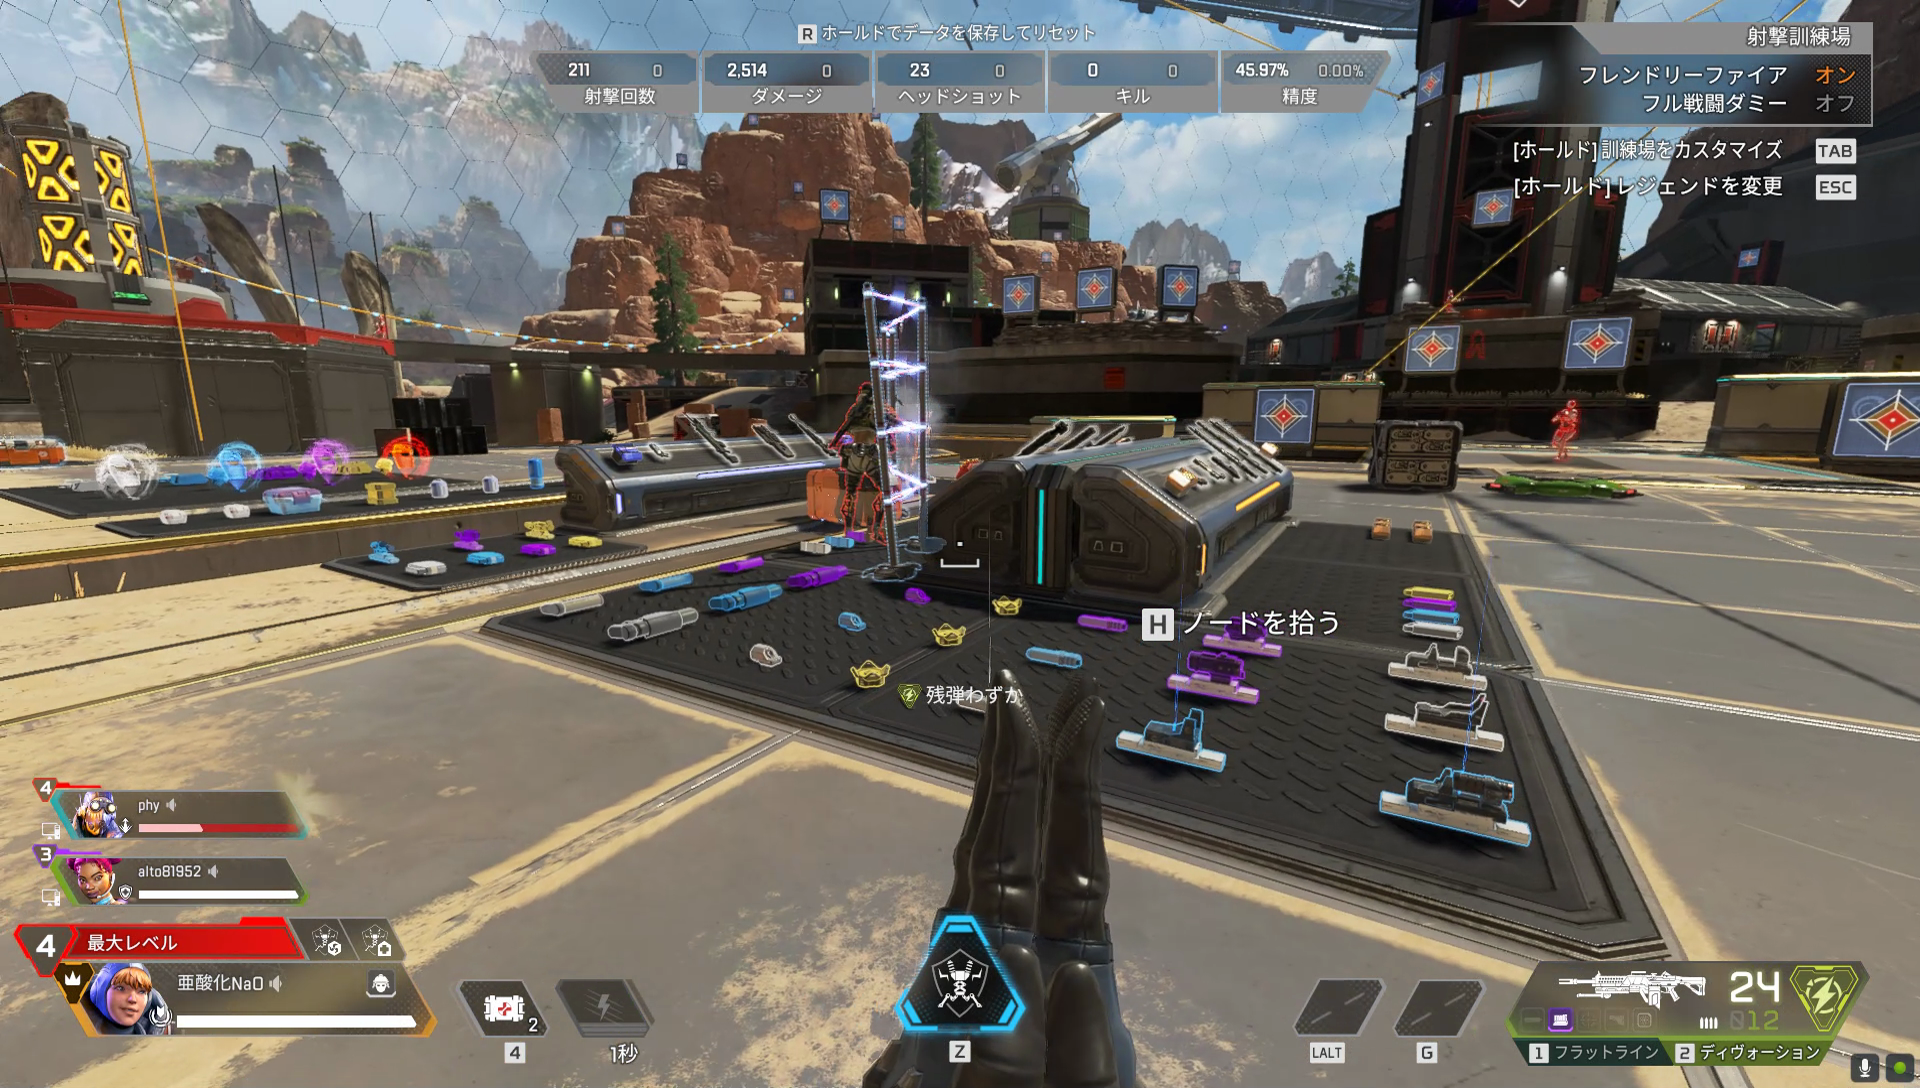 R ホールドでデータを保存してリセット
211 0
射撃回数
2,514 0
ダメージ
23 0
ヘッドショット
0 0
キル
45.97% 0.00%
精度
射撃訓練場
フレンドリーファイア オン
フル戦闘ダミー オフ
[ホールド]訓練場をカスタマイズ TAB
[ホールド]レジェンドを変更 ESC
H ノードを拾う
残弾わずか
4
phy
3
alto81952
4 最大レベル
亜酸化NaO
2
4
1秒
Z
LALT
G
24
012
1 フラットライン
2 ディヴォーション